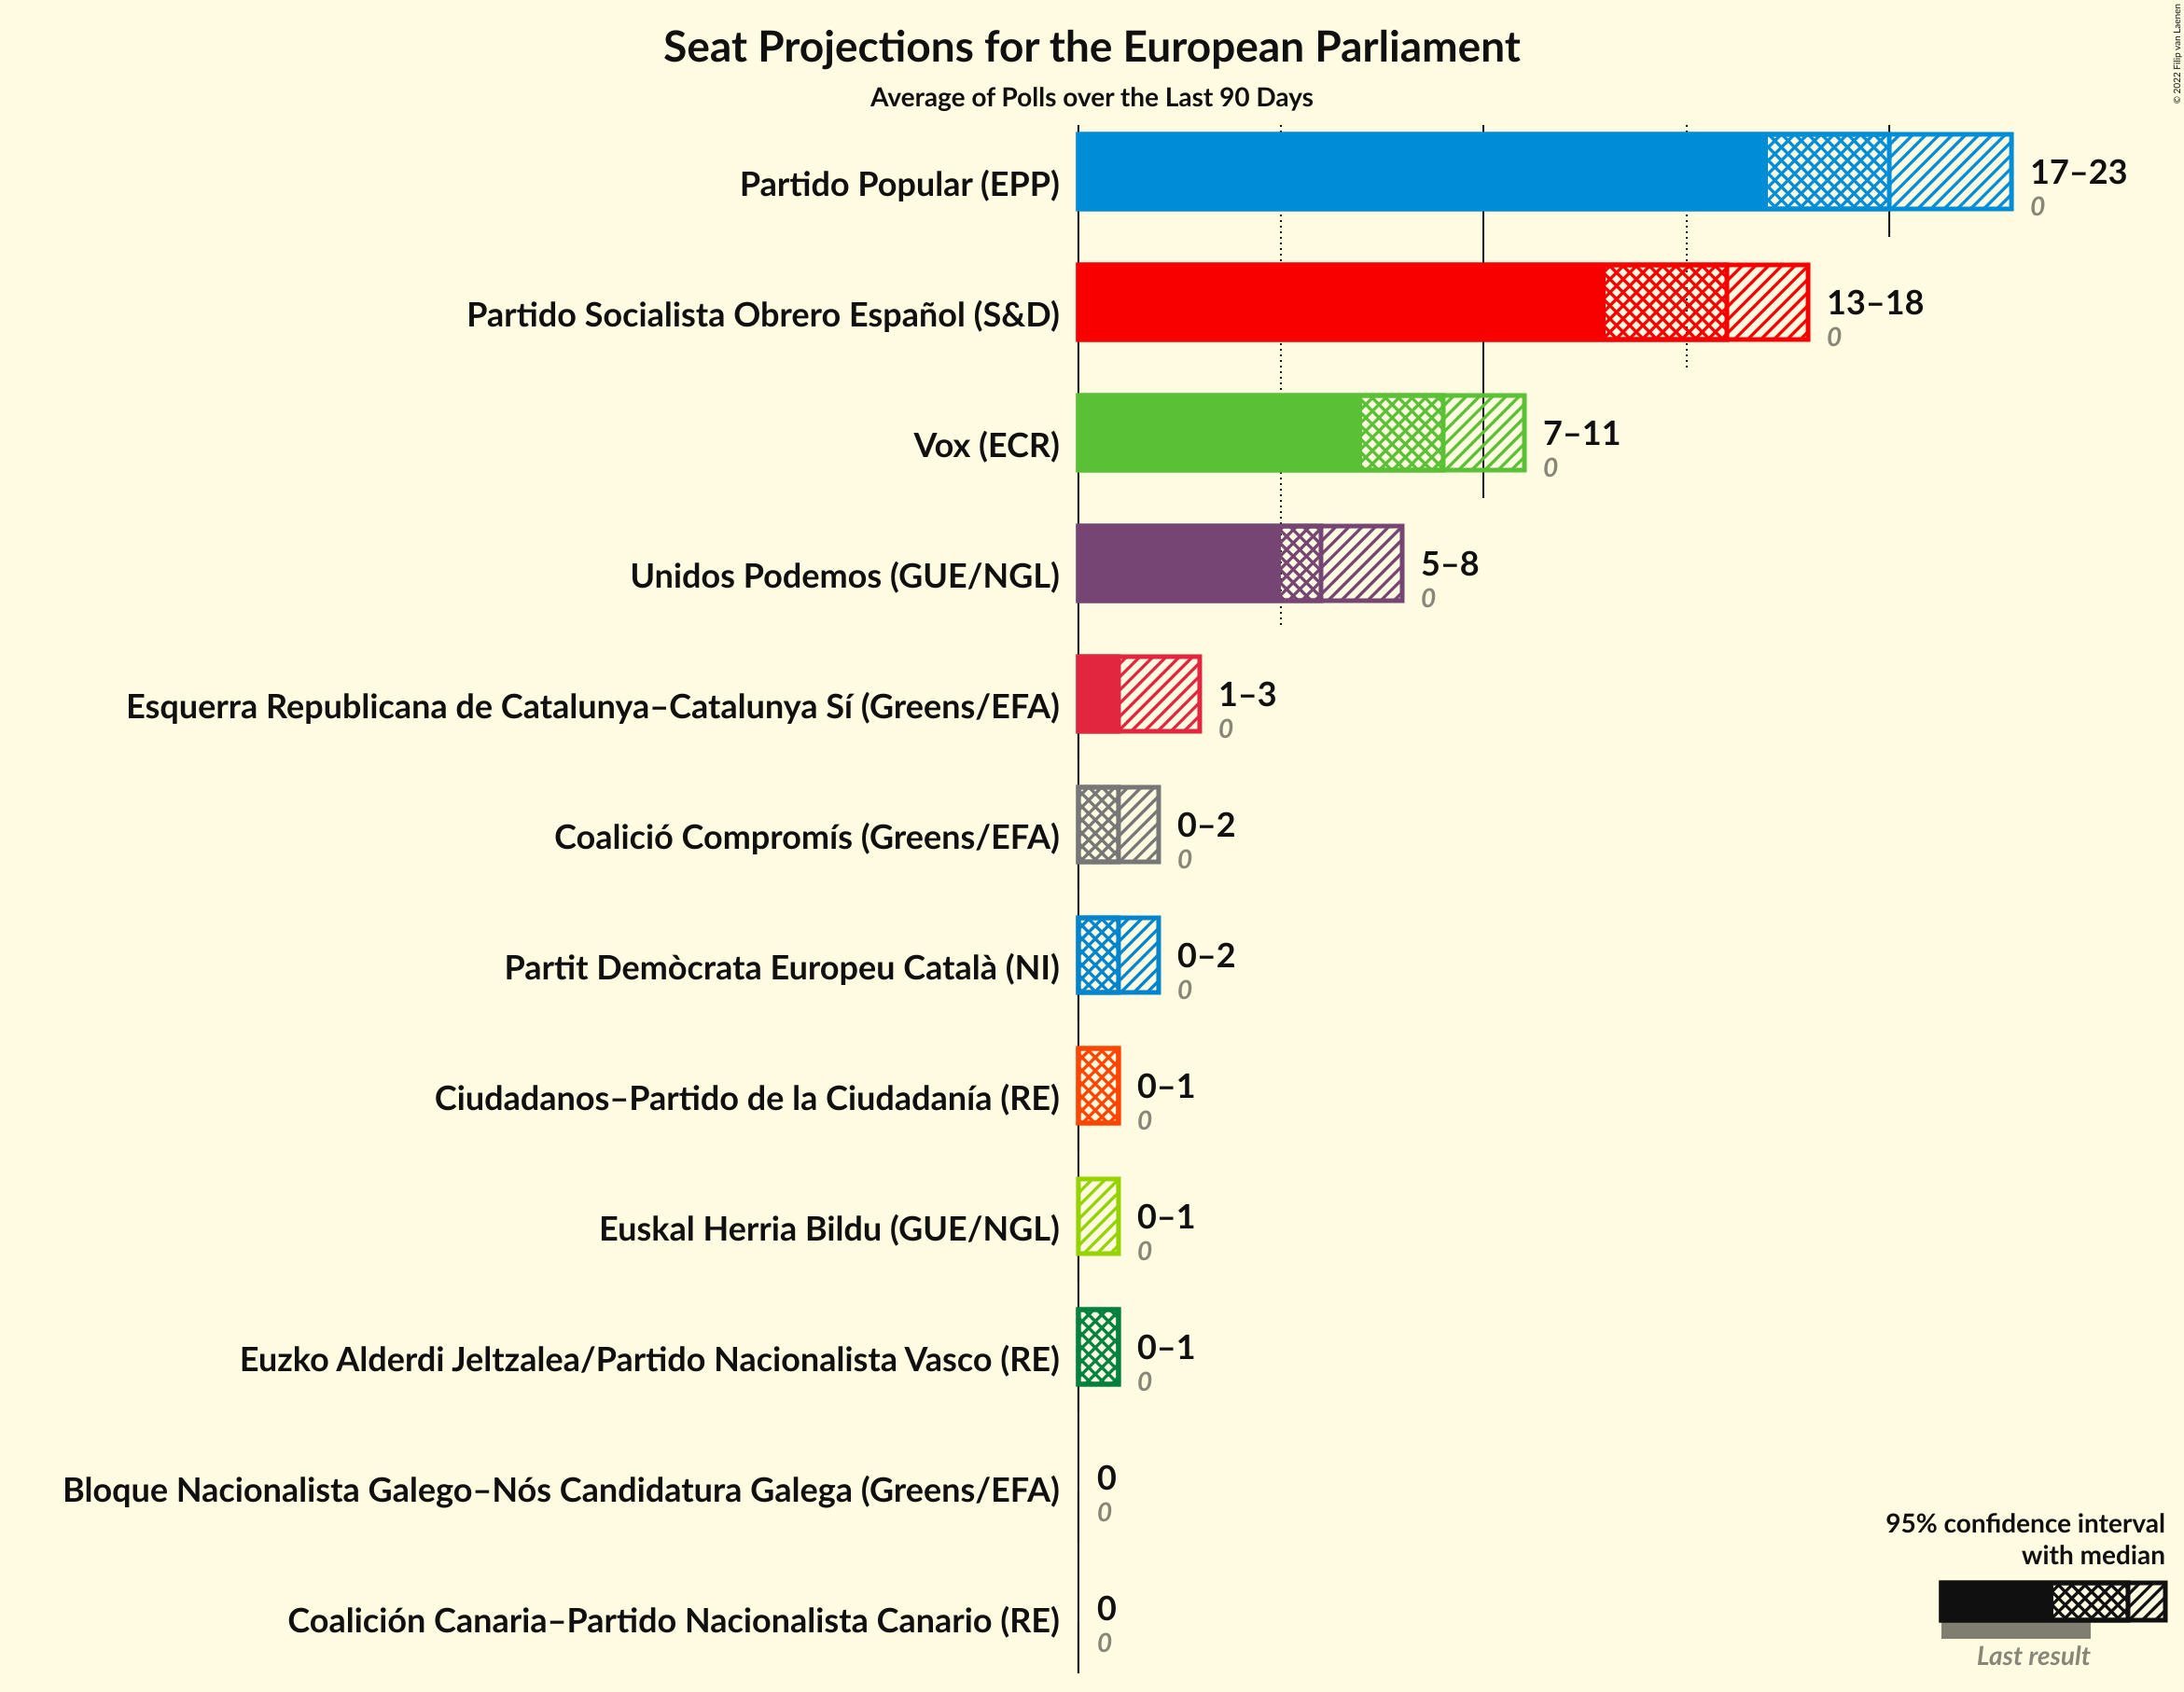 Seat Projections for the European Parliament
Average of Polls over the Last 90 Days
© 2022 Filip van Laenen
Partido Popular (EPP)
17–23
0
Partido Socialista Obrero Español (S&D)
13–18
0
Vox (ECR)
7–11
0
Unidos Podemos (GUE/NGL)
5–8
0
Esquerra Republicana de Catalunya–Catalunya Sí (Greens/EFA)
1–3
0
Coalició Compromís (Greens/EFA)
0–2
0
Partit Demòcrata Europeu Català (NI)
0–2
0
Ciudadanos–Partido de la Ciudadanía (RE)
0–1
0
Euskal Herria Bildu (GUE/NGL)
0–1
0
Euzko Alderdi Jeltzalea/Partido Nacionalista Vasco (RE)
0–1
0
Bloque Nacionalista Galego–Nós Candidatura Galega (Greens/EFA)
0
0
Coalición Canaria–Partido Nacionalista Canario (RE)
0
0
95% confidence interval
with median
Last result